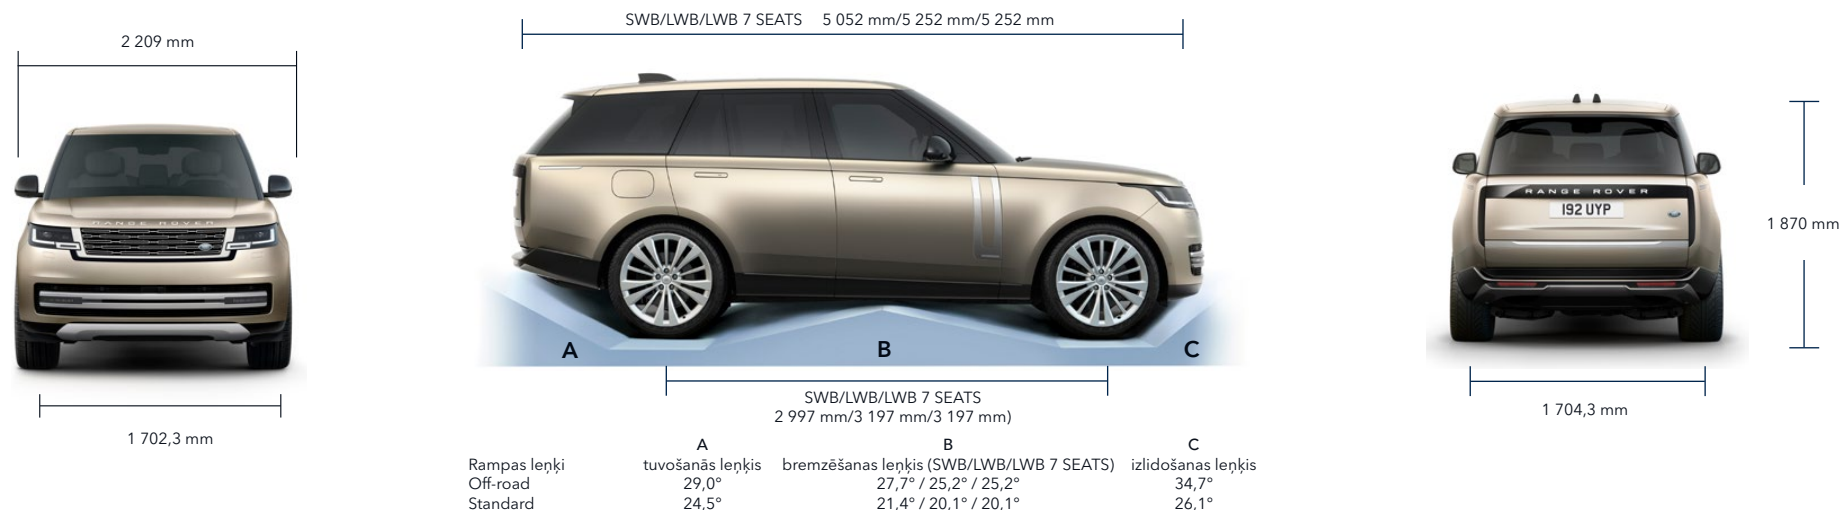 SWB/LWB/LWB 7 SEATS 5 052 mm/5 252 mm/5 252 mm
2 209 mm
RANGE ROVER
RANGE ROVER
192 UYP
1 870 mm
A B C
SWB/LWB/LWB 7 SEATS
2 997 mm/3 197 mm/3 197 mm)
1 702,3 mm
1 704,3 mm
A B C
Rampas leņķi tuvošanās leņķis bremzēšanas leņķis (SWB/LWB/LWB 7 SEATS) izlidošanas leņķis
Off-road 29,0° 27,7° / 25,2° / 25,2° 34,7°
Standard 24,5° 21,4° / 20,1° / 20,1° 26,1°